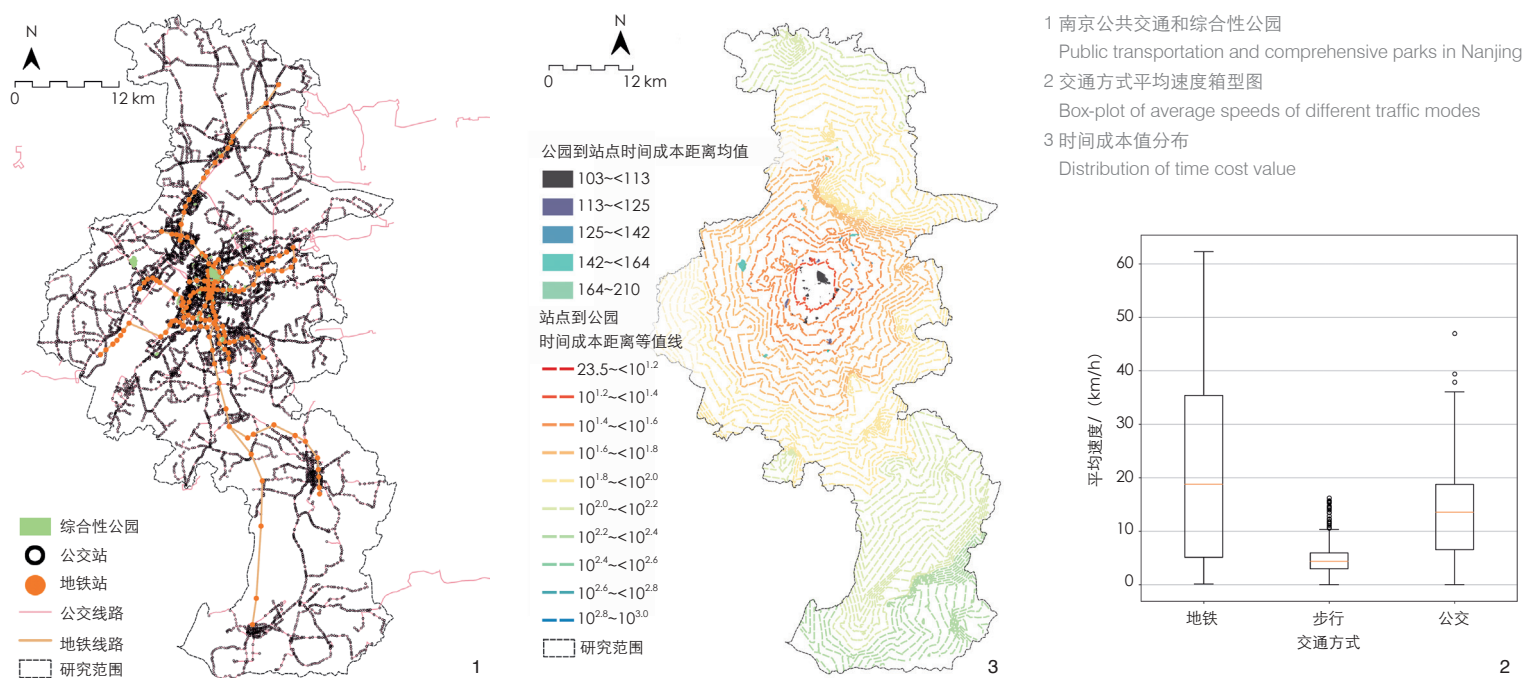 N
0
12 km
综合性公园
公交站
地铁站
公交线路
地铁线路
研究范围
1
N
0
12 km
公园到站点时间成本距离均值
103~<113
113~<125
125~<142
142~<164
164~210
站点到公园
时间成本距离等值线
23.5~<10^1.2
10^1.2~<10^1.4
10^1.4~<10^1.6
10^1.6~<10^1.8
10^1.8~<10^2.0
10^2.0~<10^2.2
10^2.2~<10^2.4
10^2.4~<10^2.6
10^2.6~<10^2.8
10^2.8~10^3.0
研究范围
3
1 南京公共交通和综合性公园
Public transportation and comprehensive parks in Nanjing
2 交通方式平均速度箱型图
Box-plot of average speeds of different traffic modes
3 时间成本值分布
Distribution of time cost value
平均速度/（km/h）
60
50
40
30
20
10
0
地铁
步行
公交
交通方式
2